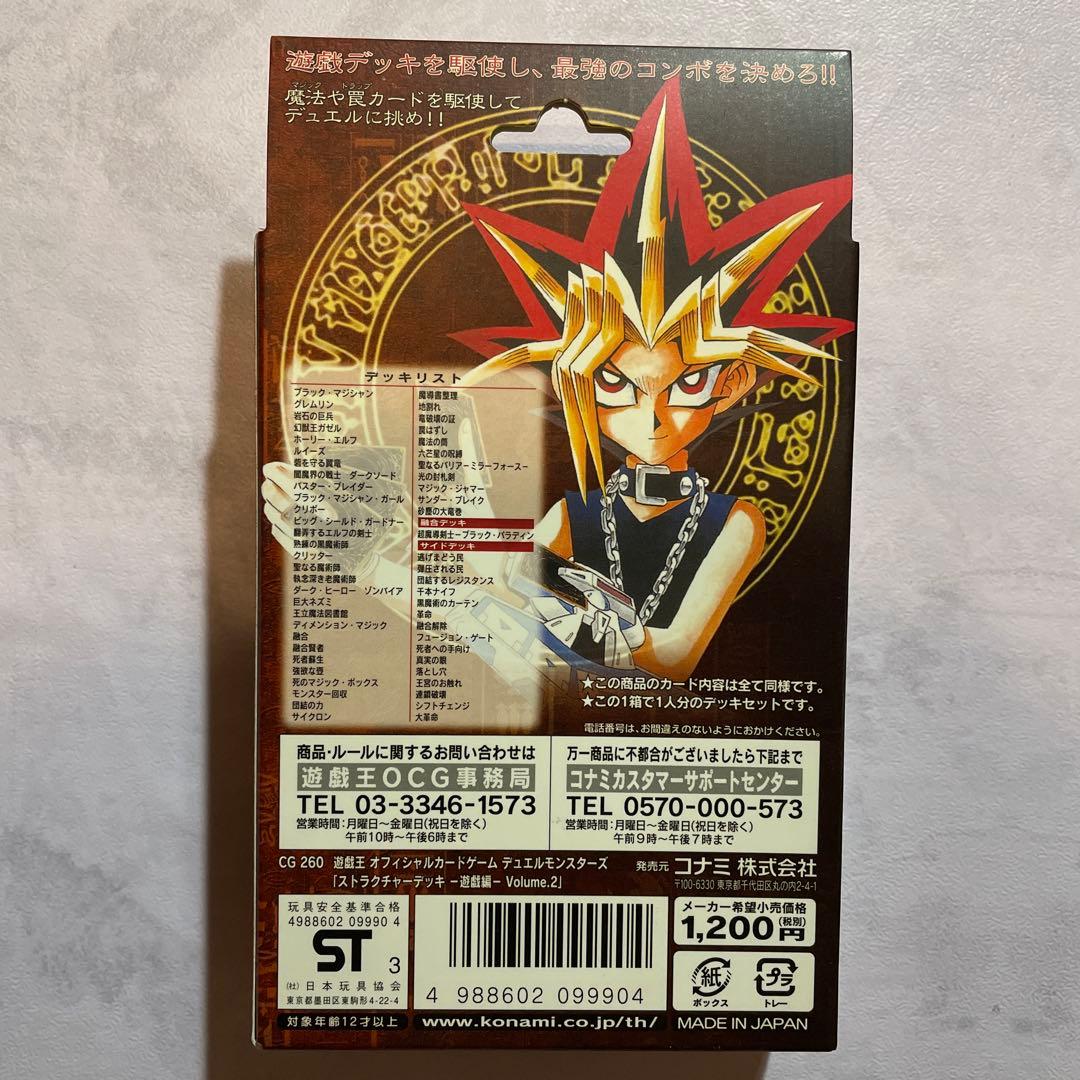 遊戯デッキを駆使し、最強のコンボを決めろ!!
マジック トラップ
魔法や罠カードを駆使して
デュエルに挑め!!
デッキリスト
ブラック・マジシャン
グレムリン
岩石の巨兵
幻獣王ガゼル
ホーリー・エルフ
ルイーズ
砦を守る翼竜
闇魔界の戦士 ダークソード
バスター・ブレイダー
ブラック・マジシャン・ガール
クリボー
ビッグ・シールド・ガードナー
翻弄するエルフの剣士
熟練の黒魔術師
クリッター
聖なる魔術師
執念深き老魔術師
ダーク・ヒーロー ゾンバイア
巨大ネズミ
王立魔法図書館
ディメンション・マジック
融合
融合賢者
死者蘇生
強欲な壺
死のマジック・ボックス
モンスター回収
団結の力
サイクロン
魔導書整理
地割れ
竜破壊の証
罠はずし
魔法の筒
六芒星の呪縛
聖なるバリアーミラーフォースー
光の封札剣
マジック・ジャマー
サンダー・ブレイク
砂塵の大竜巻
融合デッキ
超魔導剣士ーブラック・パラディン
サイドデッキ
逃げまどう民
弾圧される民
団結するレジスタンス
千本ナイフ
黒魔術のカーテン
革命
融合解除
フュージョン・ゲート
死者への手向け
真実の眼
落とし穴
王宮のお触れ
連鎖破壊
シフトチェンジ
大革命
★この商品のカード内容は全て同様です。
★この1箱で1人分のデッキセットです。
電話番号は、お間違えのないようにおかけください。
商品・ルールに関するお問い合わせは
遊戯王OCG事務局
TEL 03-3346-1573
営業時間:月曜日〜金曜日(祝日を除く)
午前10時〜午後6時まで
万一商品に不都合がございましたら下記まで
コナミカスタマーサポートセンター
TEL 0570-000-573
営業時間:月曜日〜金曜日(祝日を除く)
午前9時〜午後7時まで
CG 260 遊戯王 オフィシャルカードゲーム デュエルモンスターズ
「ストラクチャーデッキ −遊戯編− Volume.2」
発売元 コナミ 株式会社
〒100-6330 東京都千代田区丸の内2-4-1
玩具安全基準合格
4988602 09990 4
ST 3
(社)日本玩具協会
東京都墨田区東駒形4-22-4
対象年齢12才以上
4 988602 099904
www.konami.co.jp/th/
メーカー希望小売価格
1,200円(税別)
紙
ボックス
プラ
トレー
MADE IN JAPAN